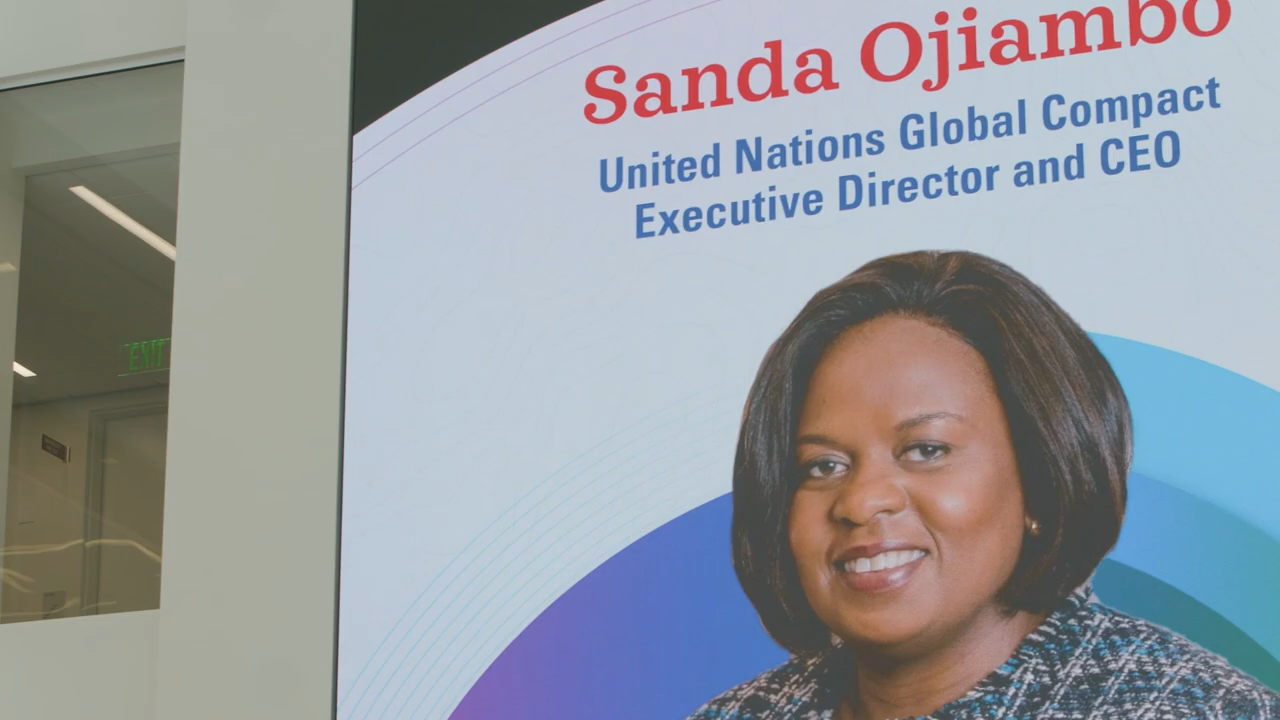 Sanda Ojiambo
United Nations Global Compact
Executive Director and CEO
EXIT